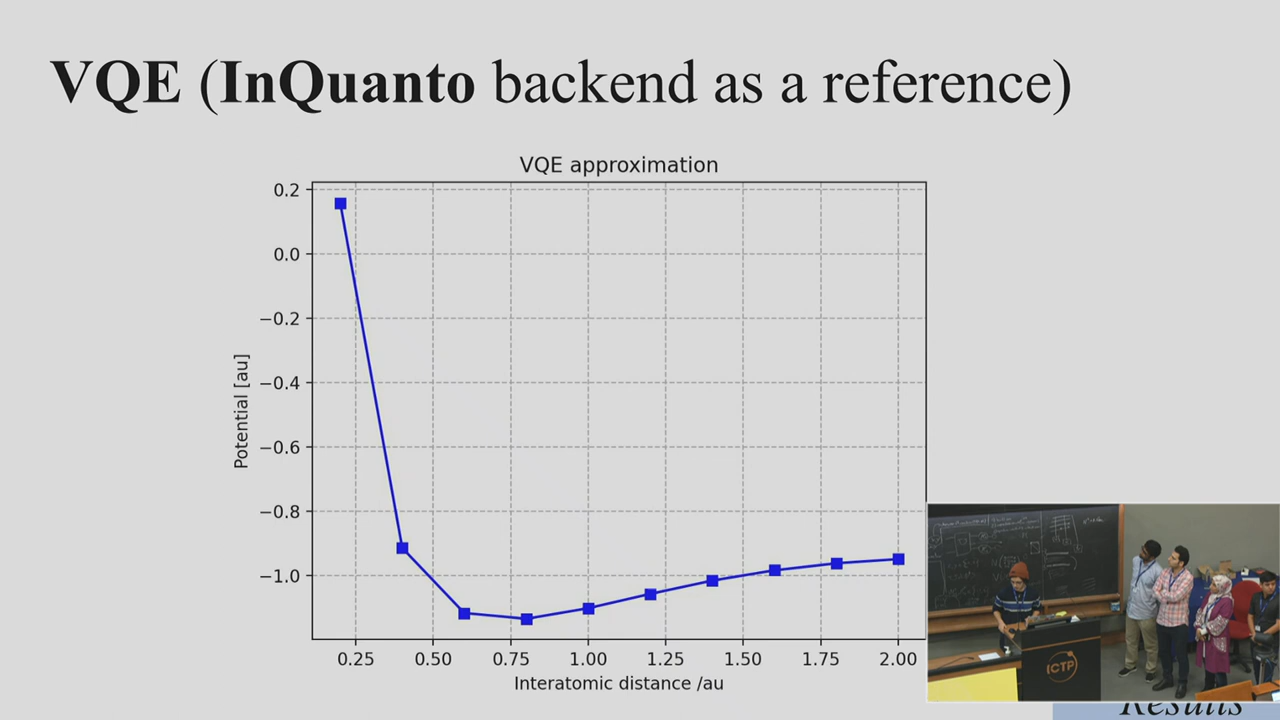 VQE (InQuanto backend as a reference)
VQE approximation
0.2
0.0
−0.2
−0.4
−0.6
−0.8
−1.0
Potential [au]
0.25 0.50 0.75 1.00 1.25 1.50 1.75 2.00
Interatomic distance /au
ICTP
Results